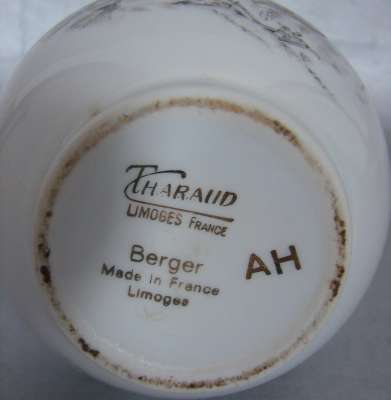 THARAUD
LIMOGES FRANCE
Berger
AH
Made in France
Limoges